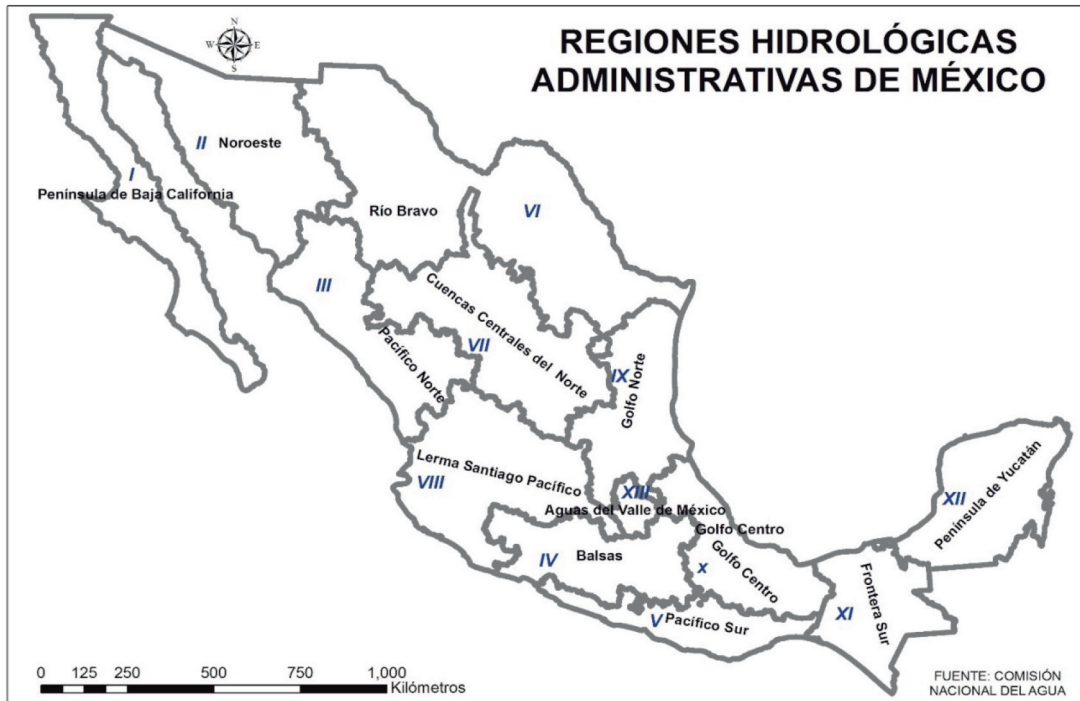 REGIONES HIDROLÓGICAS
ADMINISTRATIVAS DE MÉXICO
N
W E
S
II Noroeste
I
Península de Baja California
Río Bravo
VI
III
Cuencas Centrales del Norte
VII
Pacífico Norte
IX
Golfo Norte
Lerma Santiago Pacífico
VIII
XIII
Aguas del Valle de México
Golfo Centro
XII
Península de Yucatán
IV
Balsas
x
Golfo Centro
V
Pacífico Sur
XI
Frontera Sur
0 125 250 500 750 1,000
Kilómetros
FUENTE: COMISIÓN
NACIONAL DEL AGUA